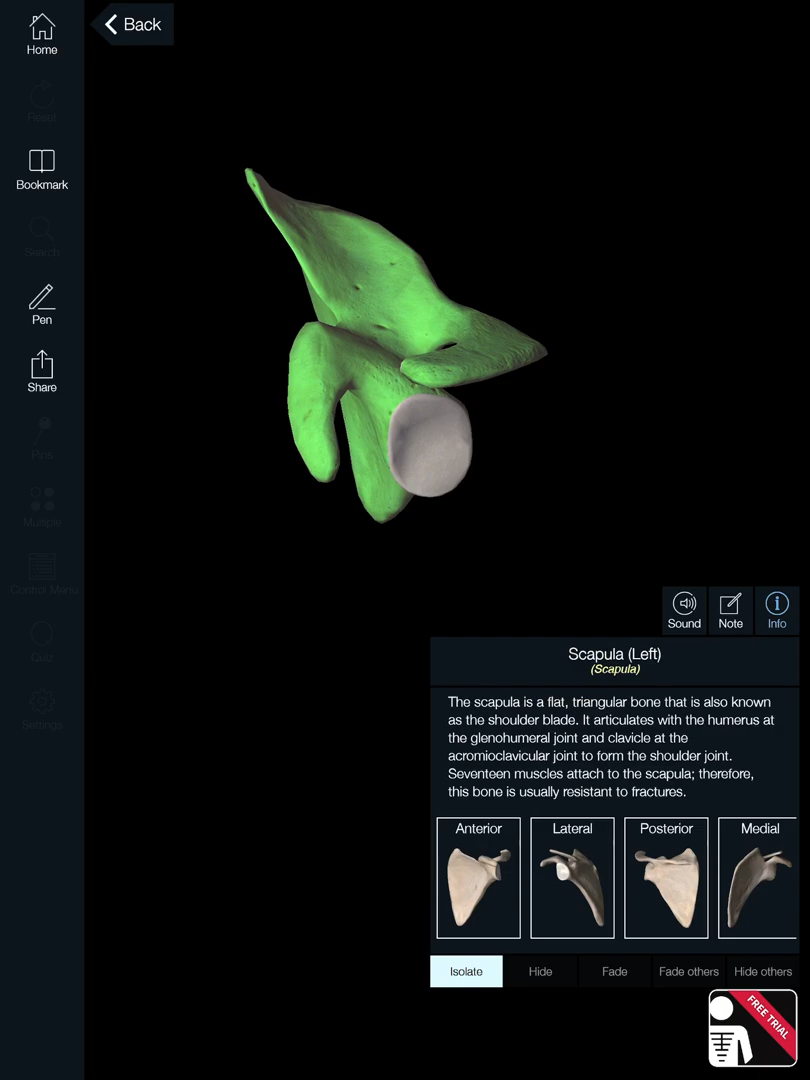 Back
Home
Reset
Bookmark
Search
Pen
Share
Pins
Multiple
Control Menu
Quiz
Settings
Sound
Note
Info
Scapula (Left)
(Scapula)
The scapula is a flat, triangular bone that is also known
as the shoulder blade. It articulates with the humerus at
the glenohumeral joint and clavicle at the
acromioclavicular joint to form the shoulder joint.
Seventeen muscles attach to the scapula; therefore,
this bone is usually resistant to fractures.
Anterior
Lateral
Posterior
Medial
Isolate
Hide
Fade
Fade others
Hide others
FREE TRIAL